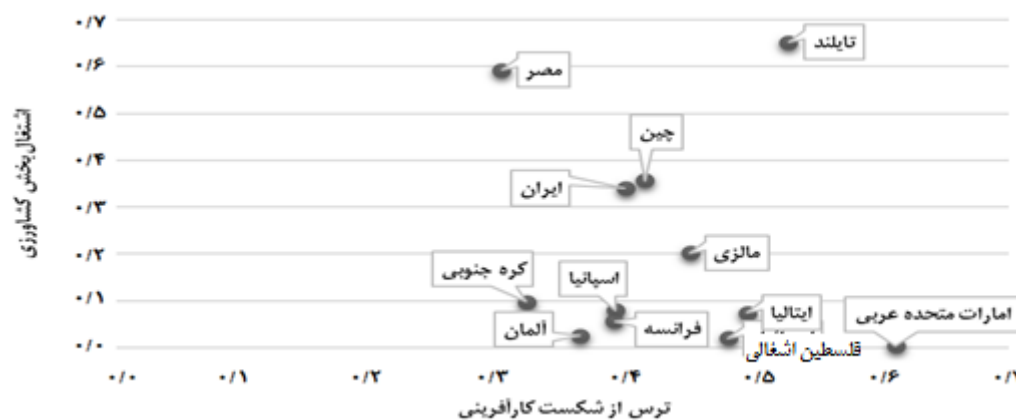 ۰/۷
تایلند
۰/۶
مصر
۰/۵
چین
۰/۴
ایران
۰/۳
۰/۲
مالزی
کره جنوبی
اسپانیا
۰/۱
ایتالیا
امارات متحده عربی
آلمان
فرانسه
فلسطین اشغالی
۰/۰
اشتغال بخش کشاورزی
۰/۰ ۰/۱ ۰/۲ ۰/۳ ۰/۴ ۰/۵ ۰/۶
ترس از شکست کارآفرینی